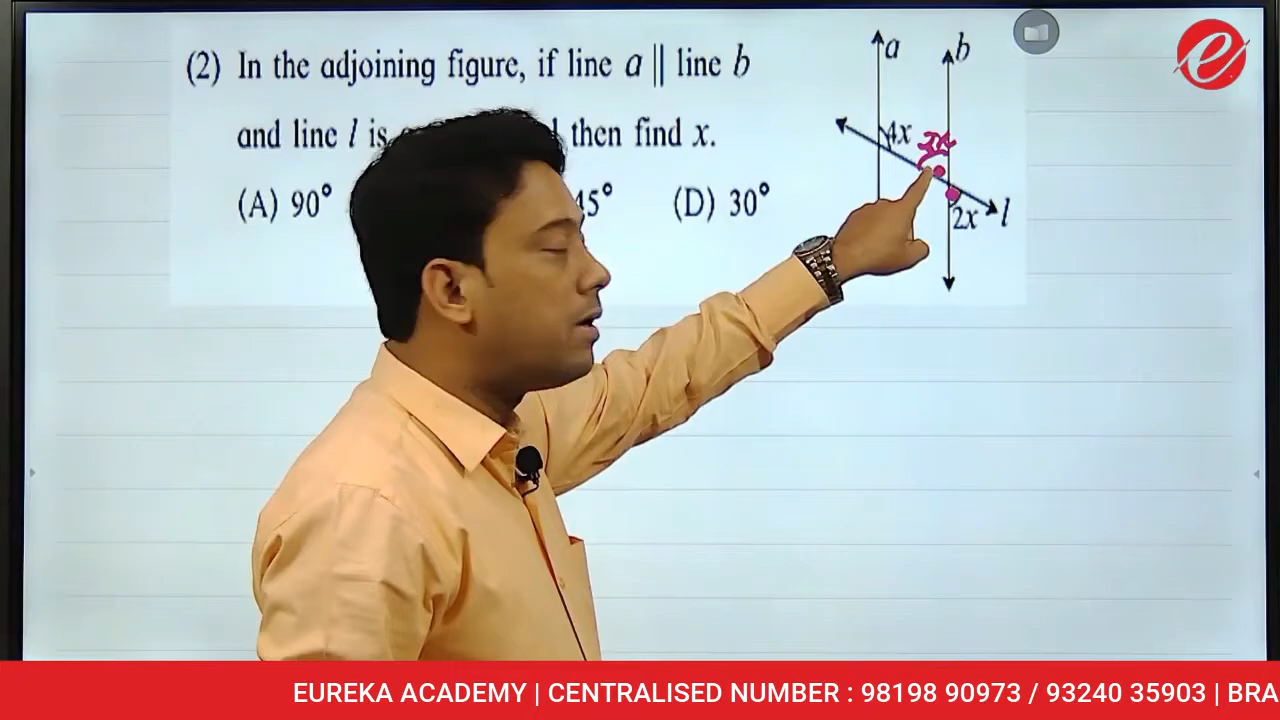 (2) In the adjoining figure, if line a || line b
and line l is then find x.
(A) 90° 45° (D) 30°
a
b
4x
2x
2x
l
e
EUREKA ACADEMY | CENTRALISED NUMBER : 98198 90973 / 93240 35903 | BRA